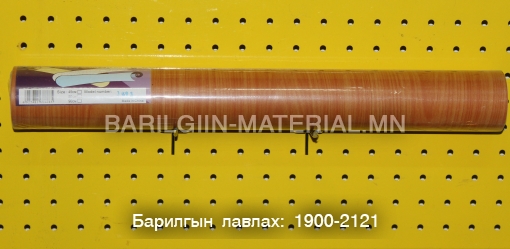 BARILGIIN-MATERIAL.MN
Барилгын лавлах: 1900-2121